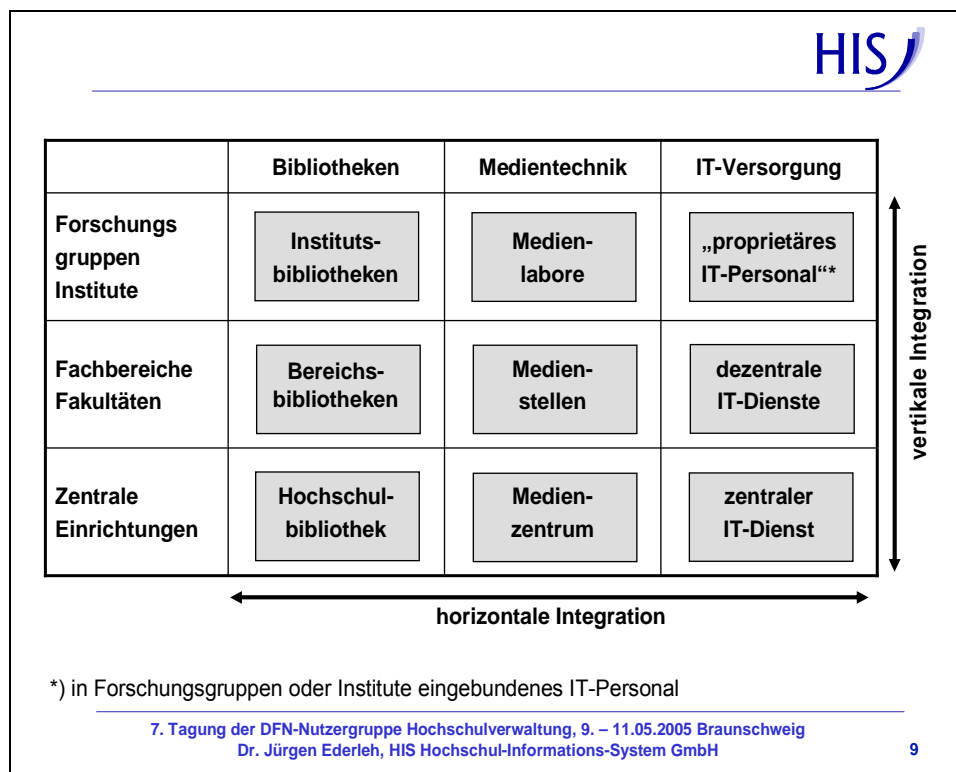 HIS
Bibliotheken Medientechnik IT-Versorgung
Forschungs
gruppen
Institute
Instituts-
bibliotheken
Medien-
labore
„proprietäres
IT-Personal“*
Fachbereiche
Fakultäten
Bereichs-
bibliotheken
Medien-
stellen
dezentrale
IT-Dienste
Zentrale
Einrichtungen
Hochschul-
bibliothek
Medien-
zentrum
zentraler
IT-Dienst
vertikale Integration
horizontale Integration
*) in Forschungsgruppen oder Institute eingebundenes IT-Personal
7. Tagung der DFN-Nutzergruppe Hochschulverwaltung, 9. – 11.05.2005 Braunschweig
Dr. Jürgen Ederleh, HIS Hochschul-Informations-System GmbH 9